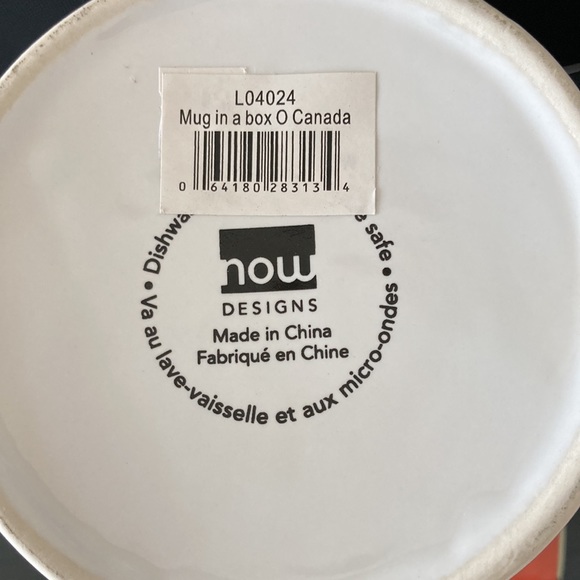 L04024
Mug in a box O Canada
0 64180 28313 4
safe •
now
DESIGNS
Made in China
Fabriqué en Chine
• Va au lave-vaisselle et aux micro-ondes •